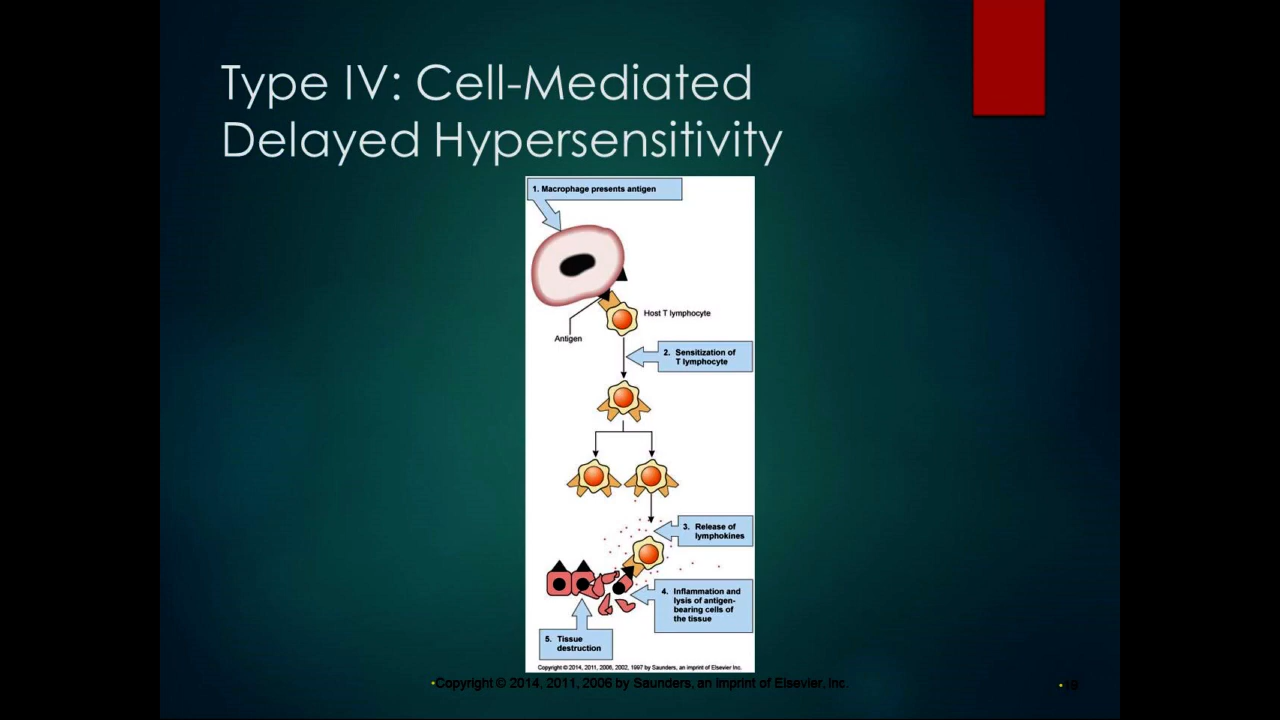 Type IV: Cell-Mediated
Delayed Hypersensitivity
1. Macrophage presents antigen
Host T lymphocyte
Antigen
2. Sensitization of
T lymphocyte
3. Release of
lymphokines
4. Inflammation and
lysis of antigen-
bearing cells of
the tissue
5. Tissue
destruction
Copyright © 2014, 2011, 2006, 2002, 1997 by Saunders, an imprint of Elsevier Inc.
•Copyright © 2014, 2011, 2006 by Saunders, an imprint of Elsevier, Inc.